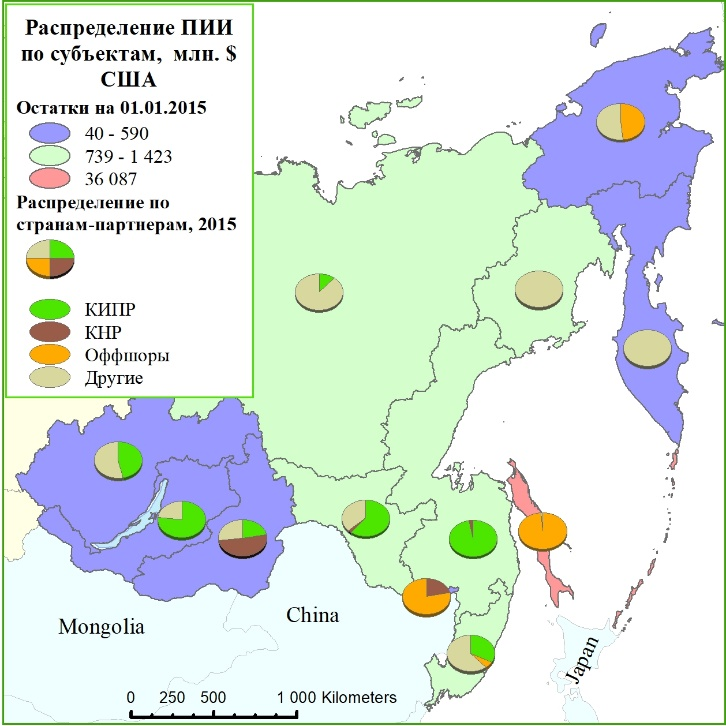 Распределение ПИИ
по субъектам, млн. $
США
Остатки на 01.01.2015
40 - 590
739 - 1 423
36 087
Распределение по
странам-партнерам, 2015
КИПР
КНР
Оффшоры
Другие
Mongolia
China
Japan
0 250 500 1 000 Kilometers